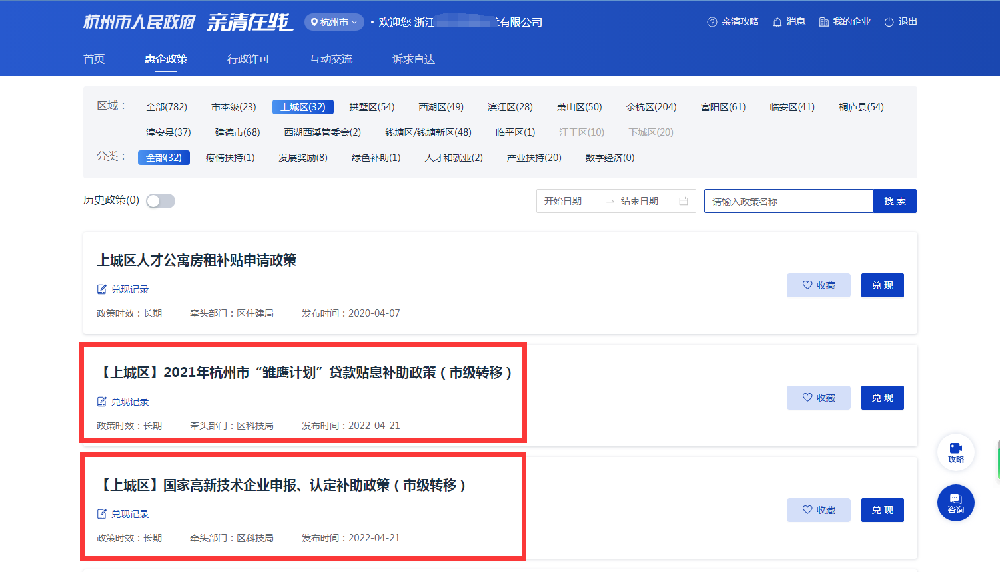 杭州市人民政府 亲清在线 杭州市 · 欢迎您 浙江 有限公司 亲清攻略 消息 我的企业 退出
首页 惠企政策 行政许可 互动交流 诉求直达
区域： 全部(782) 市本级(23) 上城区(32) 拱墅区(54) 西湖区(49) 滨江区(28) 萧山区(50) 余杭区(204) 富阳区(61) 临安区(41) 桐庐县(54)
淳安县(37) 建德市(68) 西湖西溪管委会(2) 钱塘区/钱塘新区(48) 临平区(1) 江干区(10) 下城区(20)
分类： 全部(32) 疫情扶持(1) 发展奖励(8) 绿色补助(1) 人才和就业(2) 产业扶持(20) 数字经济(0)
历史政策(0) 开始日期 → 结束日期 请输入政策名称 搜 索
上城区人才公寓房租补贴申请政策
兑现记录 收藏 兑 现
政策时效：长期 牵头部门：区住建局 发布时间：2020-04-07
【上城区】2021年杭州市“雏鹰计划”贷款贴息补助政策（市级转移）
兑现记录 收藏 兑 现
政策时效：长期 牵头部门：区科技局 发布时间：2022-04-21
攻略
【上城区】国家高新技术企业申报、认定补助政策（市级转移）
兑现记录 收藏 兑 现
咨询
政策时效：长期 牵头部门：区科技局 发布时间：2022-04-21